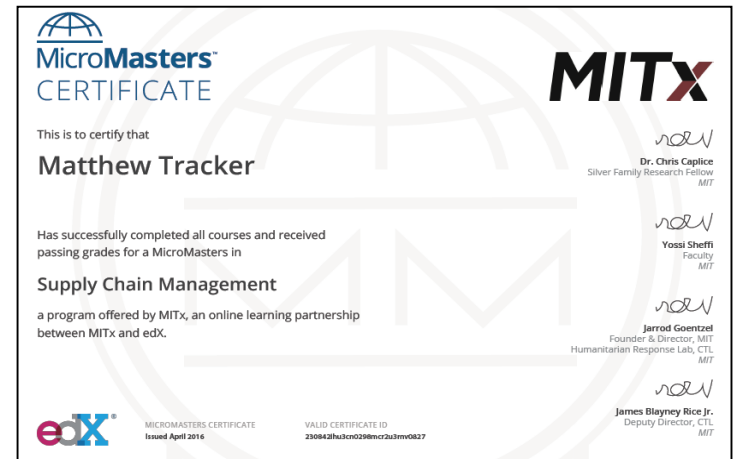 MicroMasters™
CERTIFICATE
MITx
This is to certify that
Matthew Tracker
Has successfully completed all courses and received
passing grades for a MicroMasters in
Supply Chain Management
a program offered by MITx, an online learning partnership
between MITx and edX.
Dr. Chris Caplice
Silver Family Research Fellow
MIT
Yossi Sheffi
Faculty
MIT
Jarrod Goentzel
Founder & Director, MIT
Humanitarian Response Lab, CTL
MIT
James Blayney Rice Jr.
Deputy Director, CTL
MIT
edX®
MICROMASTERS CERTIFICATE
Issued April 2016
VALID CERTIFICATE ID
MM